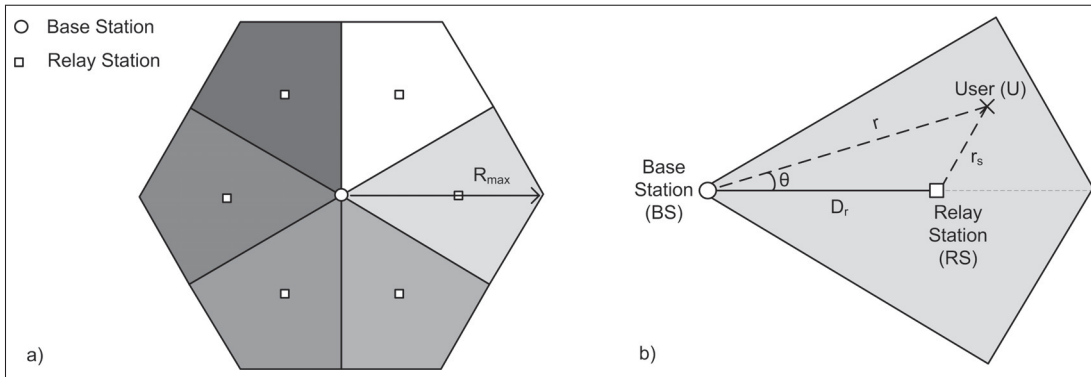 Base Station
Relay Station
R_max
a)
User (U)
r
r_s
θ
Base
Station
(BS)
D_r
Relay
Station
(RS)
b)